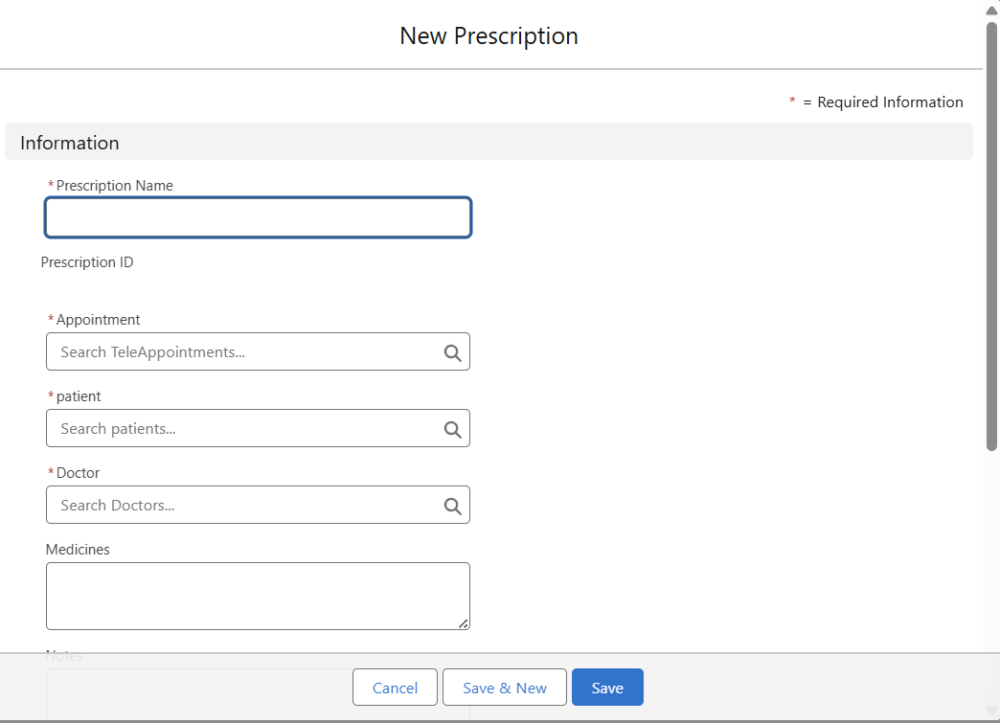 New Prescription
* = Required Information
Information
*Prescription Name
Prescription ID
*Appointment
Search TeleAppointments...
*patient
Search patients...
*Doctor
Search Doctors...
Medicines
Notes
Cancel Save & New Save